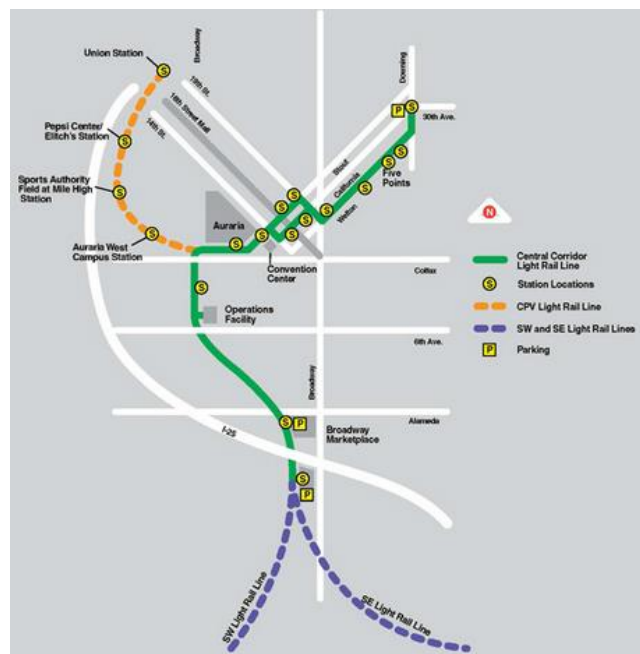 Union Station
Broadway
19th St.
16th Street Mall
14th St.
Downing
P
S
30th Ave.
Pepsi Center/
Elitch's Station
S
S
Stout
California
Welton
Five
Points
S
S
S
Sports Authority
Field at Mile High
Station
S
Auraria
S
S
S
S
S
S
S
S
Auraria West
Campus Station
S
Convention
Center
Colfax
S
Operations
Facility
6th Ave.
N
Central Corridor
Light Rail Line
S
Station Locations
CPV Light Rail Line
SW and SE Light Rail Lines
P
Parking
Broadway
Alameda
S
P
Broadway
Marketplace
I-25
S
P
SW Light Rail Line
SE Light Rail Line